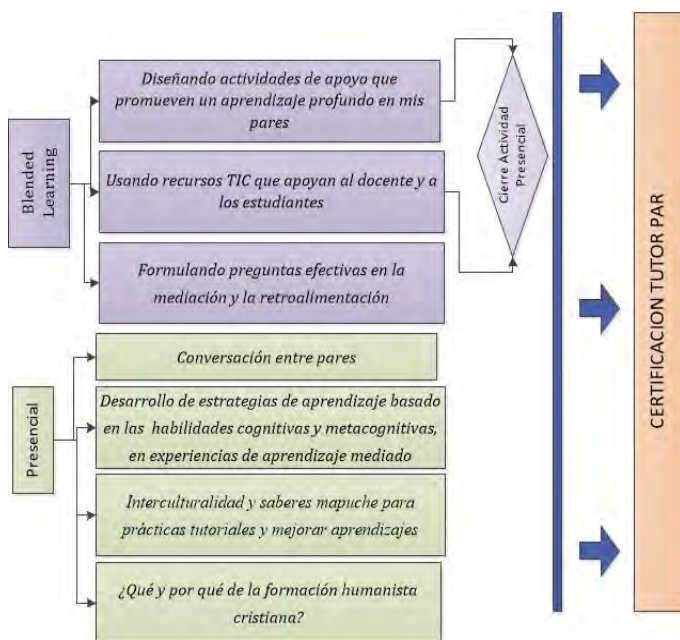 Blended
Learning
Diseñando actividades de apoyo que
promueven un aprendizaje profundo en mis
pares
Usando recursos TIC que apoyan al docente y a
los estudiantes
Formulando preguntas efectivas en la
mediación y la retroalimentación
Cierre Actividad
Presencial
Presencial
Conversación entre pares
Desarrollo de estrategias de aprendizaje basado
en las habilidades cognitivas y metacognitivas,
en experiencias de aprendizaje mediado
Interculturalidad y saberes mapuche para
prácticas tutoriales y mejorar aprendizajes
¿Qué y por qué de la formación humanista
cristiana?
CERTIFICACION TUTOR PAR